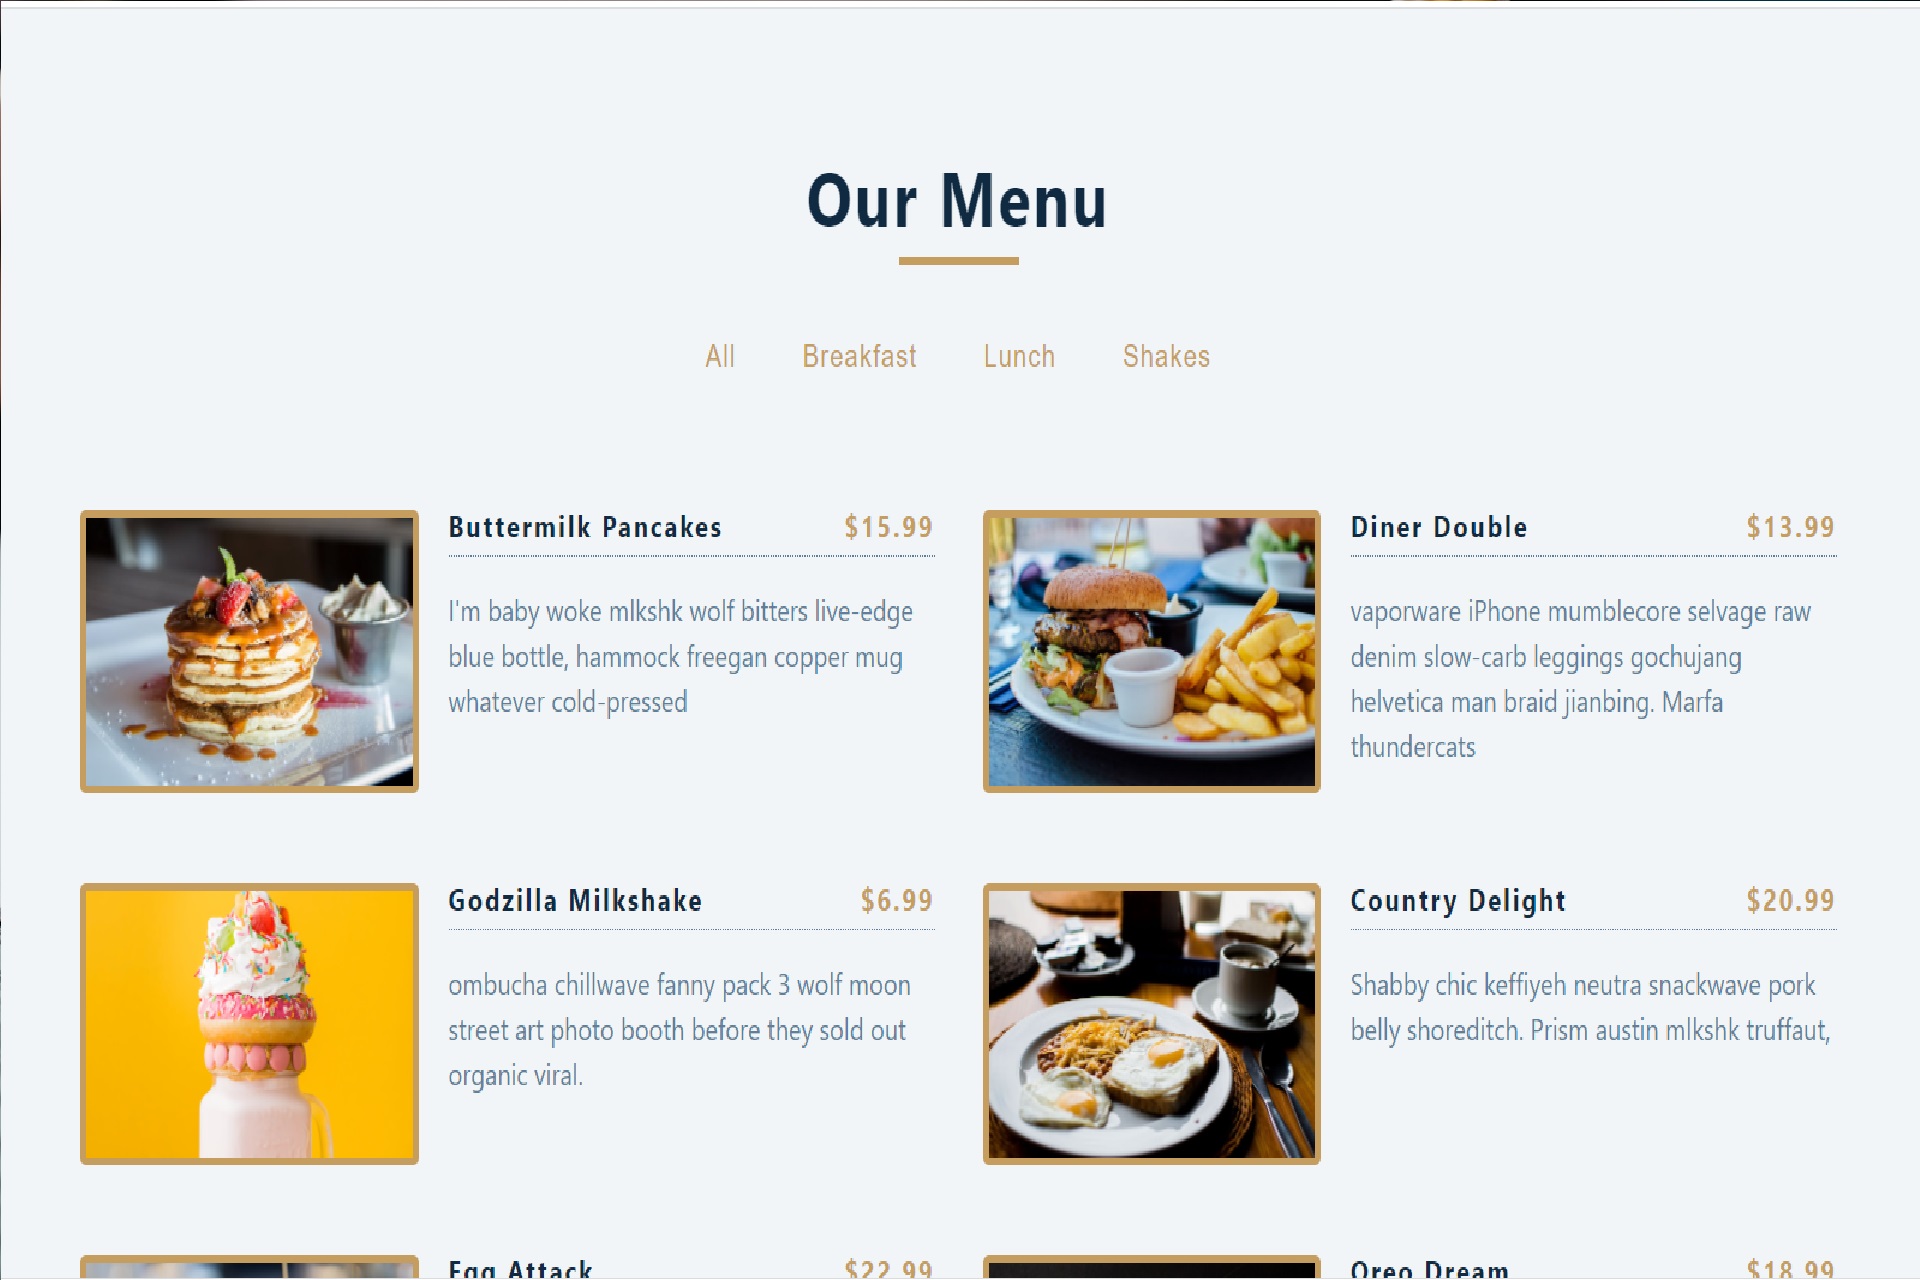 Our Menu
All Breakfast Lunch Shakes
Buttermilk Pancakes $15.99
I'm baby woke mlkshk wolf bitters live-edge
blue bottle, hammock freegan copper mug
whatever cold-pressed
Diner Double $13.99
vaporware iPhone mumblecore selvage raw
denim slow-carb leggings gochujang
helvetica man braid jianbing. Marfa
thundercats
Godzilla Milkshake $6.99
ombucha chillwave fanny pack 3 wolf moon
street art photo booth before they sold out
organic viral.
Country Delight $20.99
Shabby chic keffiyeh neutra snackwave pork
belly shoreditch. Prism austin mlkshk truffaut,
Egg Attack $22.99
Oreo Dream $18.99